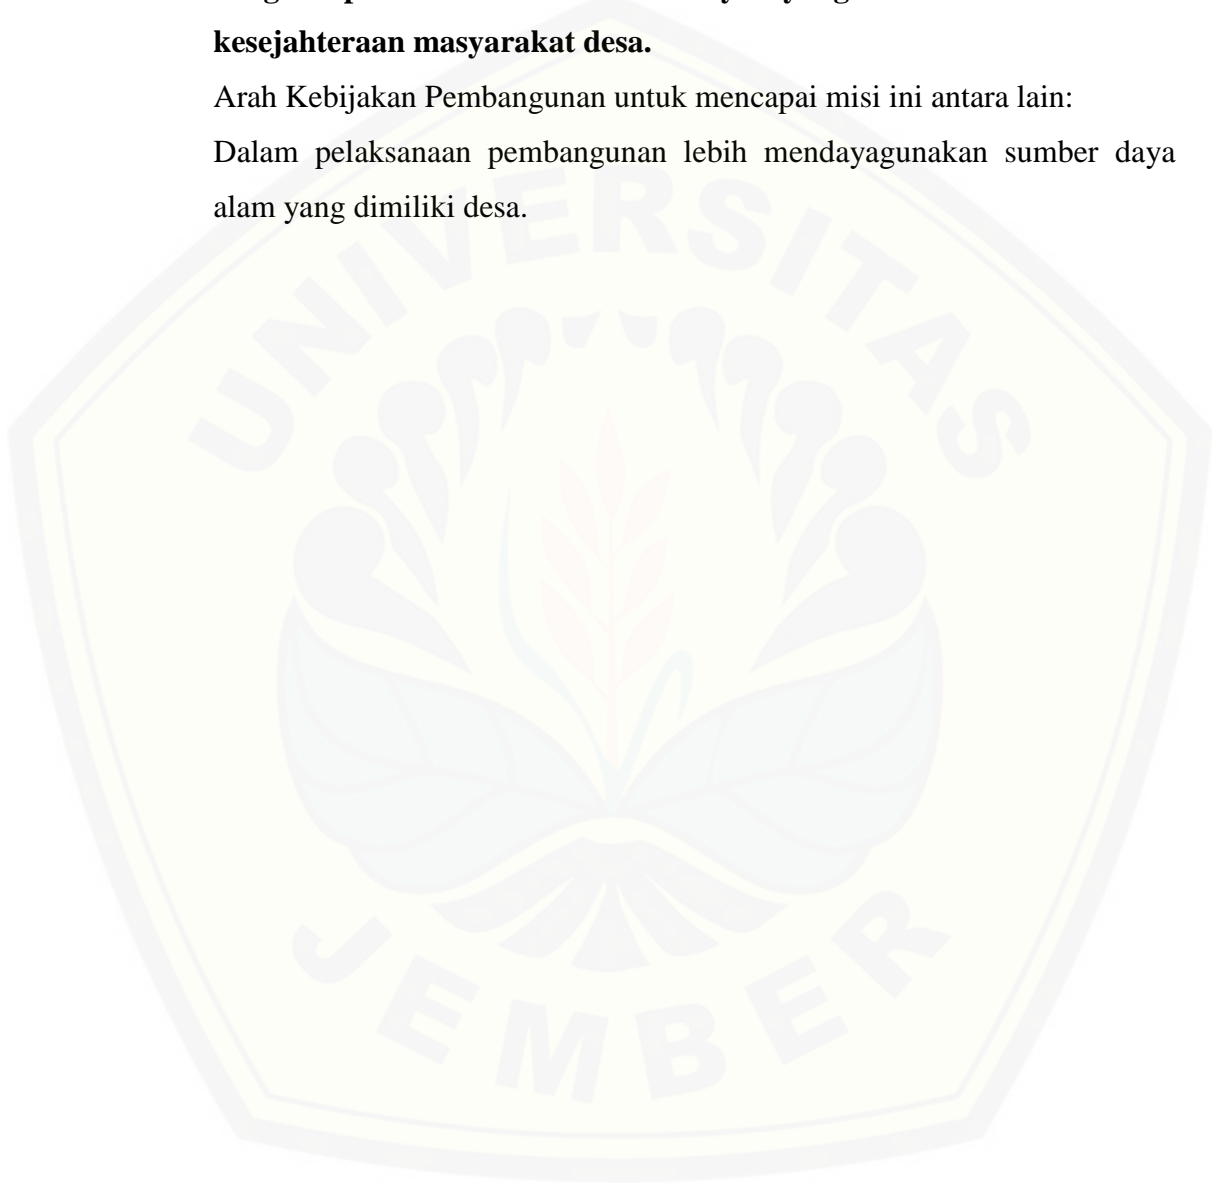 kesejahteraan masyarakat desa.
Arah Kebijakan Pembangunan untuk mencapai misi ini antara lain:
Dalam pelaksanaan pembangunan lebih mendayagunakan sumber daya
alam yang dimiliki desa.
UNIVERSITAS
JEMBER